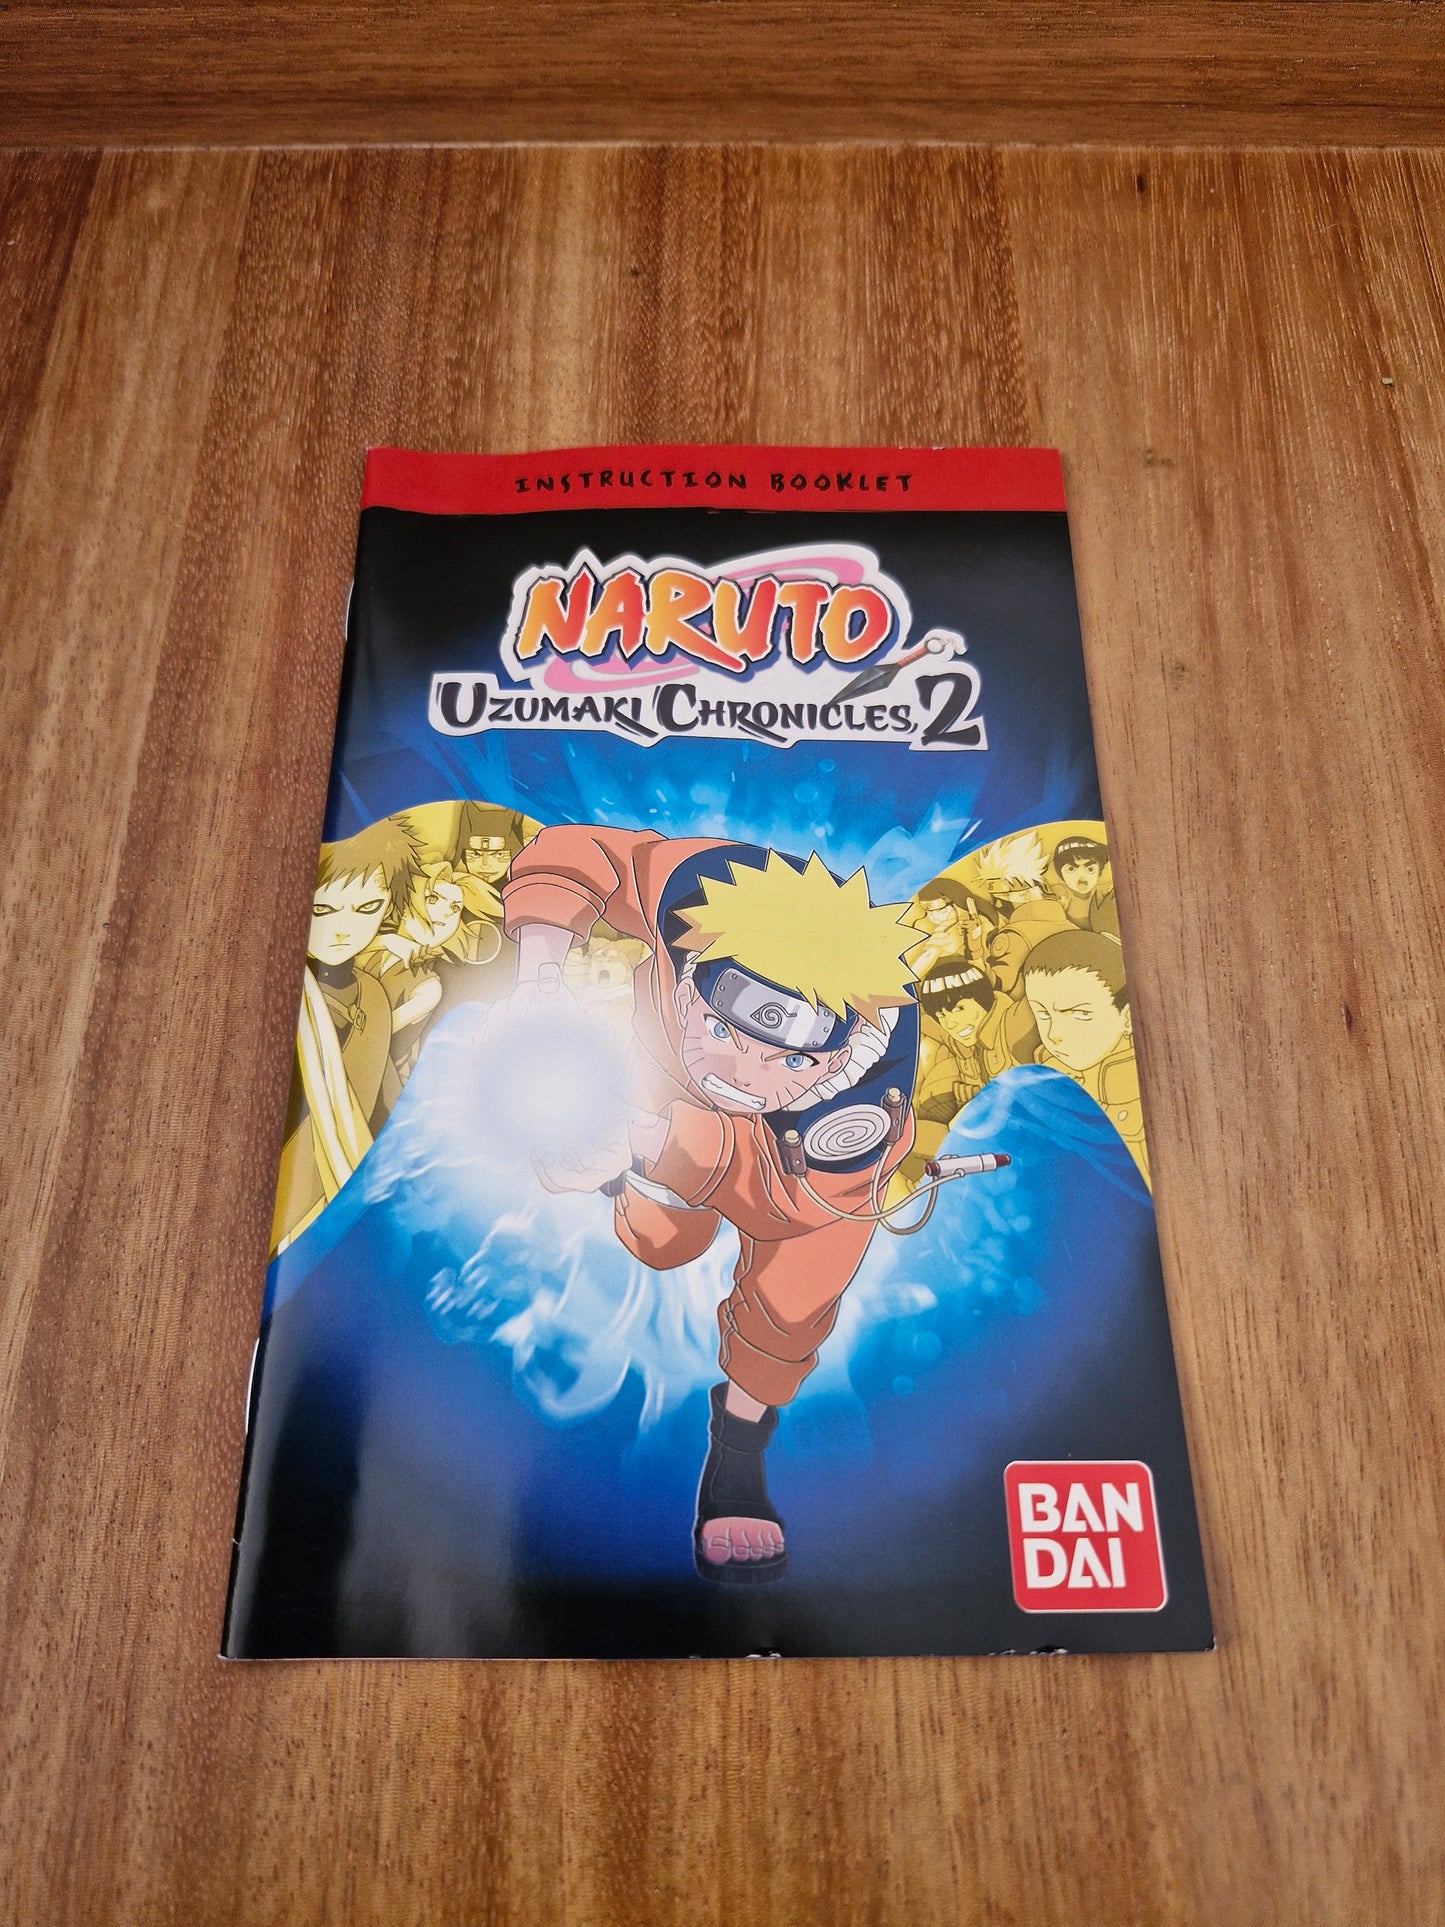 INSTRUCTION BOOKLET
NARUTO
UZUMAKI CHRONICLES 2
BAN
DAI